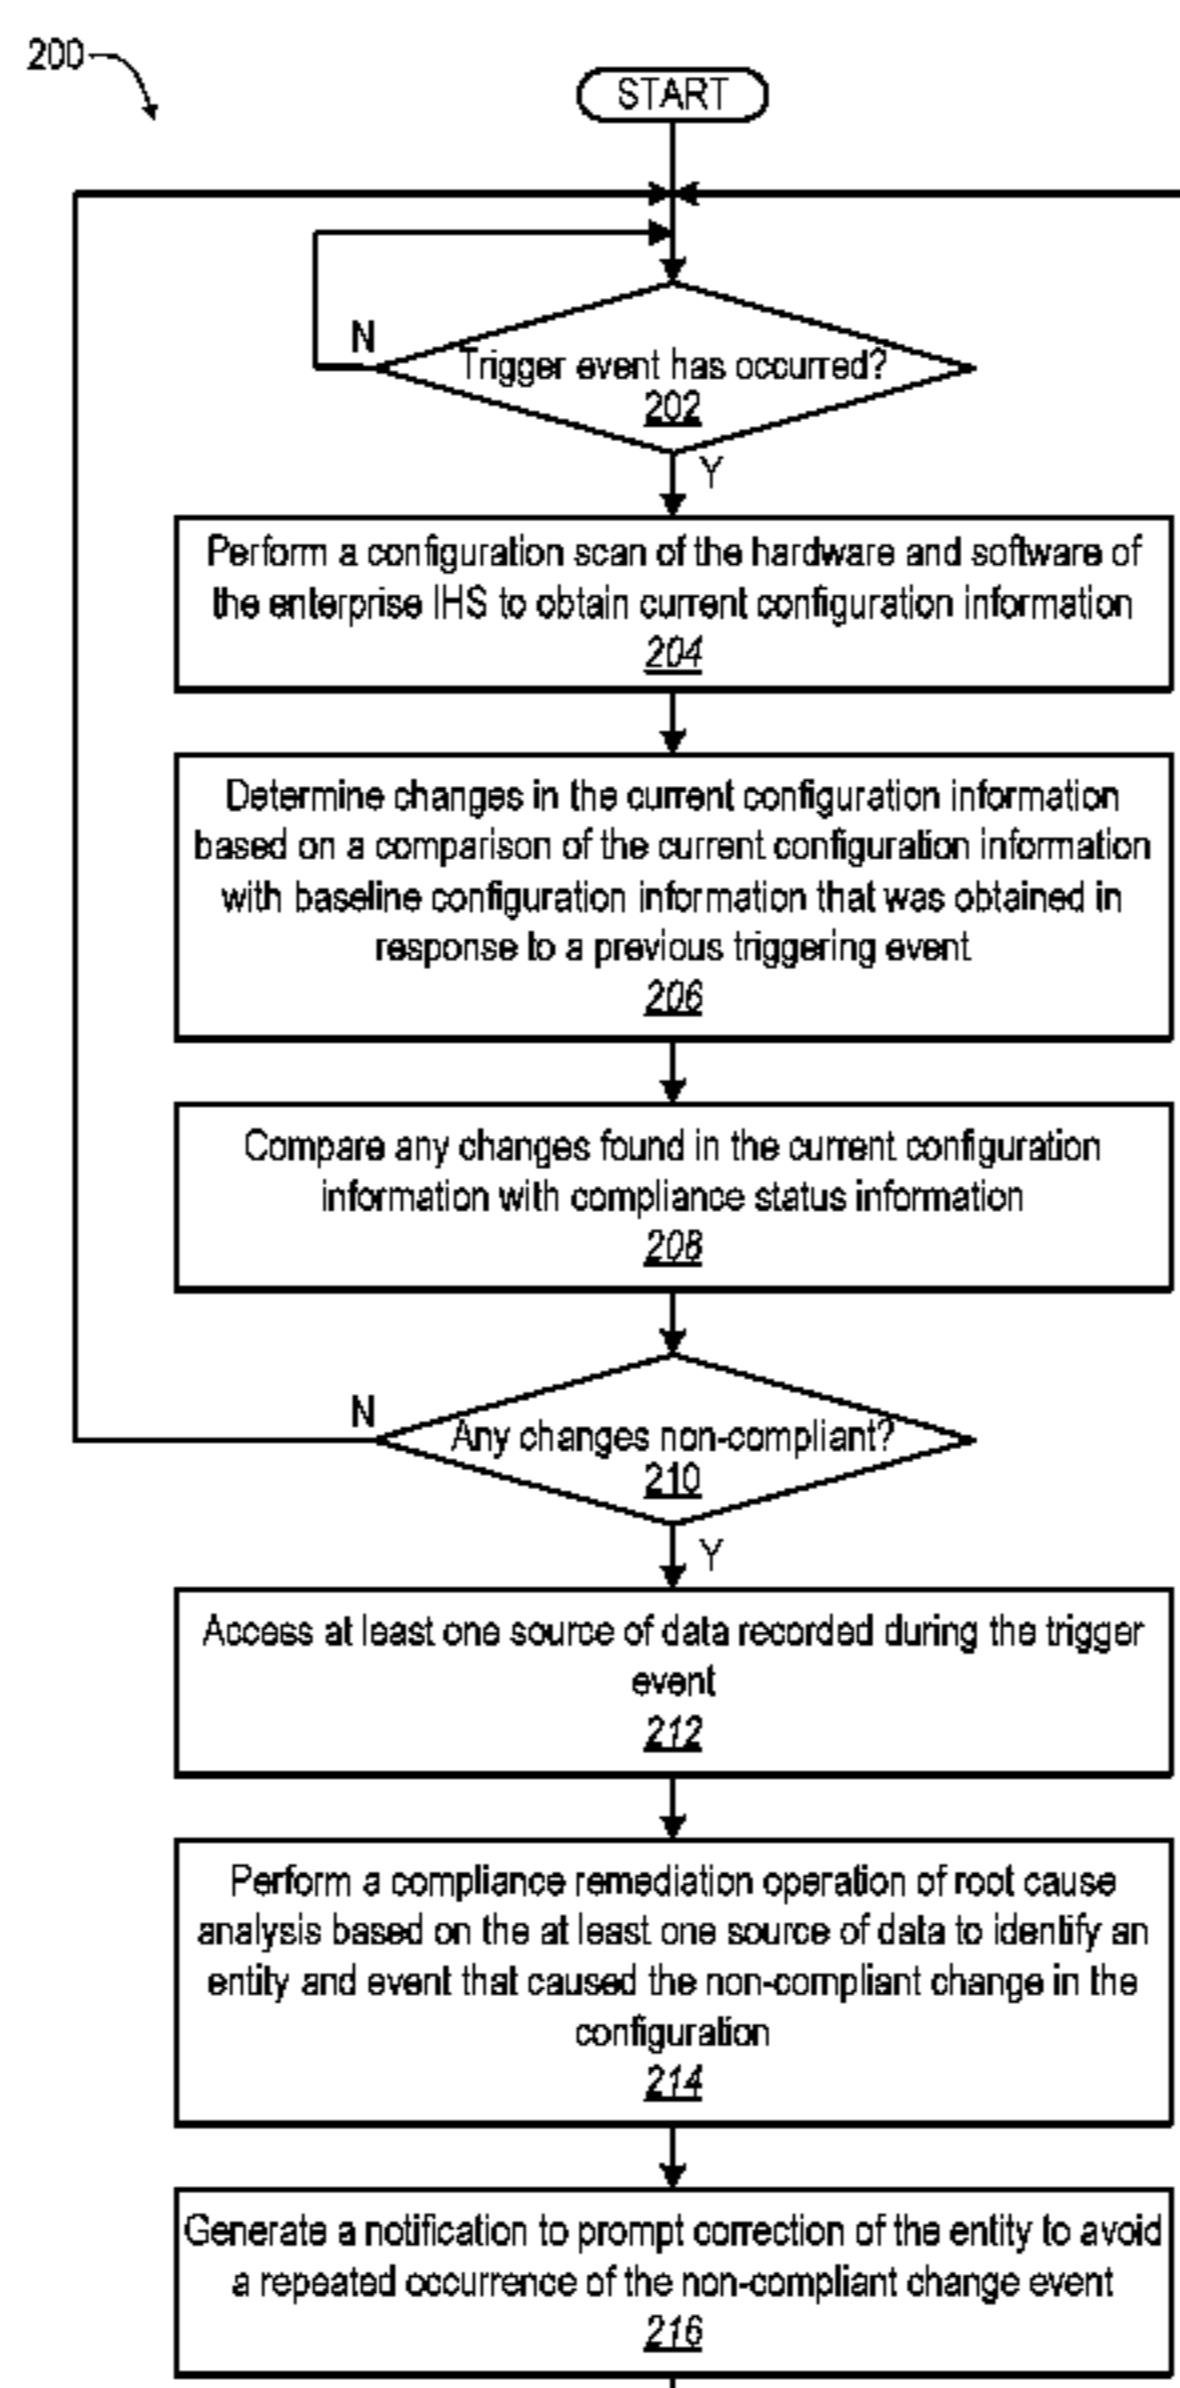 200
START
N
Trigger event has occurred?
202
Y
Perform a configuration scan of the hardware and software of
the enterprise IHS to obtain current configuration information
204
Determine changes in the current configuration information
based on a comparison of the current configuration information
with baseline configuration information that was obtained in
response to a previous triggering event
206
Compare any changes found in the current configuration
information with compliance status information
208
N
Any changes non-compliant?
210
Y
Access at least one source of data recorded during the trigger
event
212
Perform a compliance remediation operation of root cause
analysis based on the at least one source of data to identify an
entity and event that caused the non-compliant change in the
configuration
214
Generate a notification to prompt correction of the entity to avoid
a repeated occurrence of the non-compliant change event
216